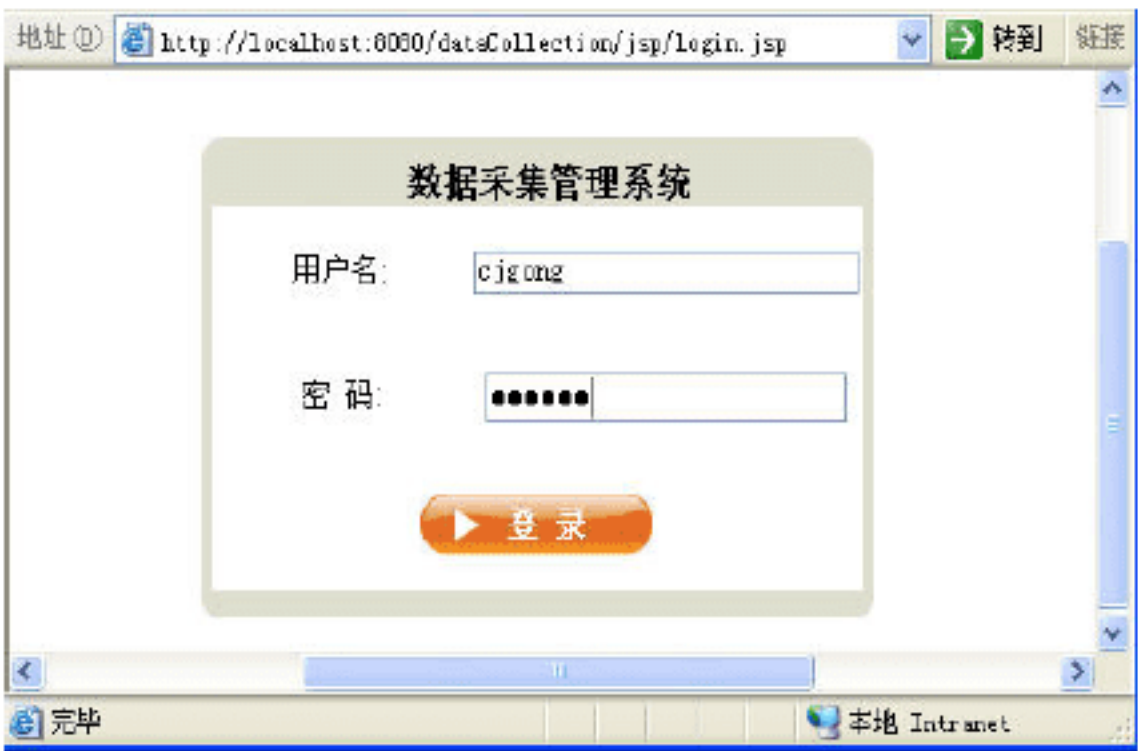 地址(D) http://localhost:8080/dataCollection/jsp/login.jsp 转到 链接
数据采集管理系统
用户名: cjgong
密 码: ●●●●●●
登 录
完毕 本地 Intranet